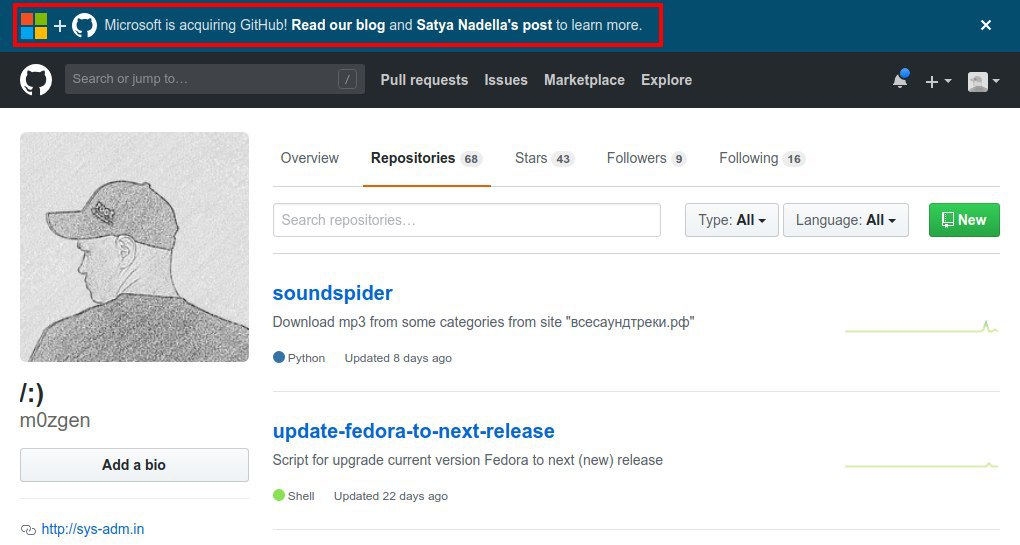 Microsoft is acquiring GitHub! Read our blog and Satya Nadella's post to learn more.
Search or jump to… / Pull requests Issues Marketplace Explore
Overview Repositories 68 Stars 43 Followers 9 Following 16
Search repositories… Type: All Language: All New
soundspider
Download mp3 from some categories from site "всесаундтреки.рф"
Python Updated 8 days ago
/:)
m0zgen
update-fedora-to-next-release
Script for upgrade current version Fedora to next (new) release
Add a bio
Shell Updated 22 days ago
http://sys-adm.in